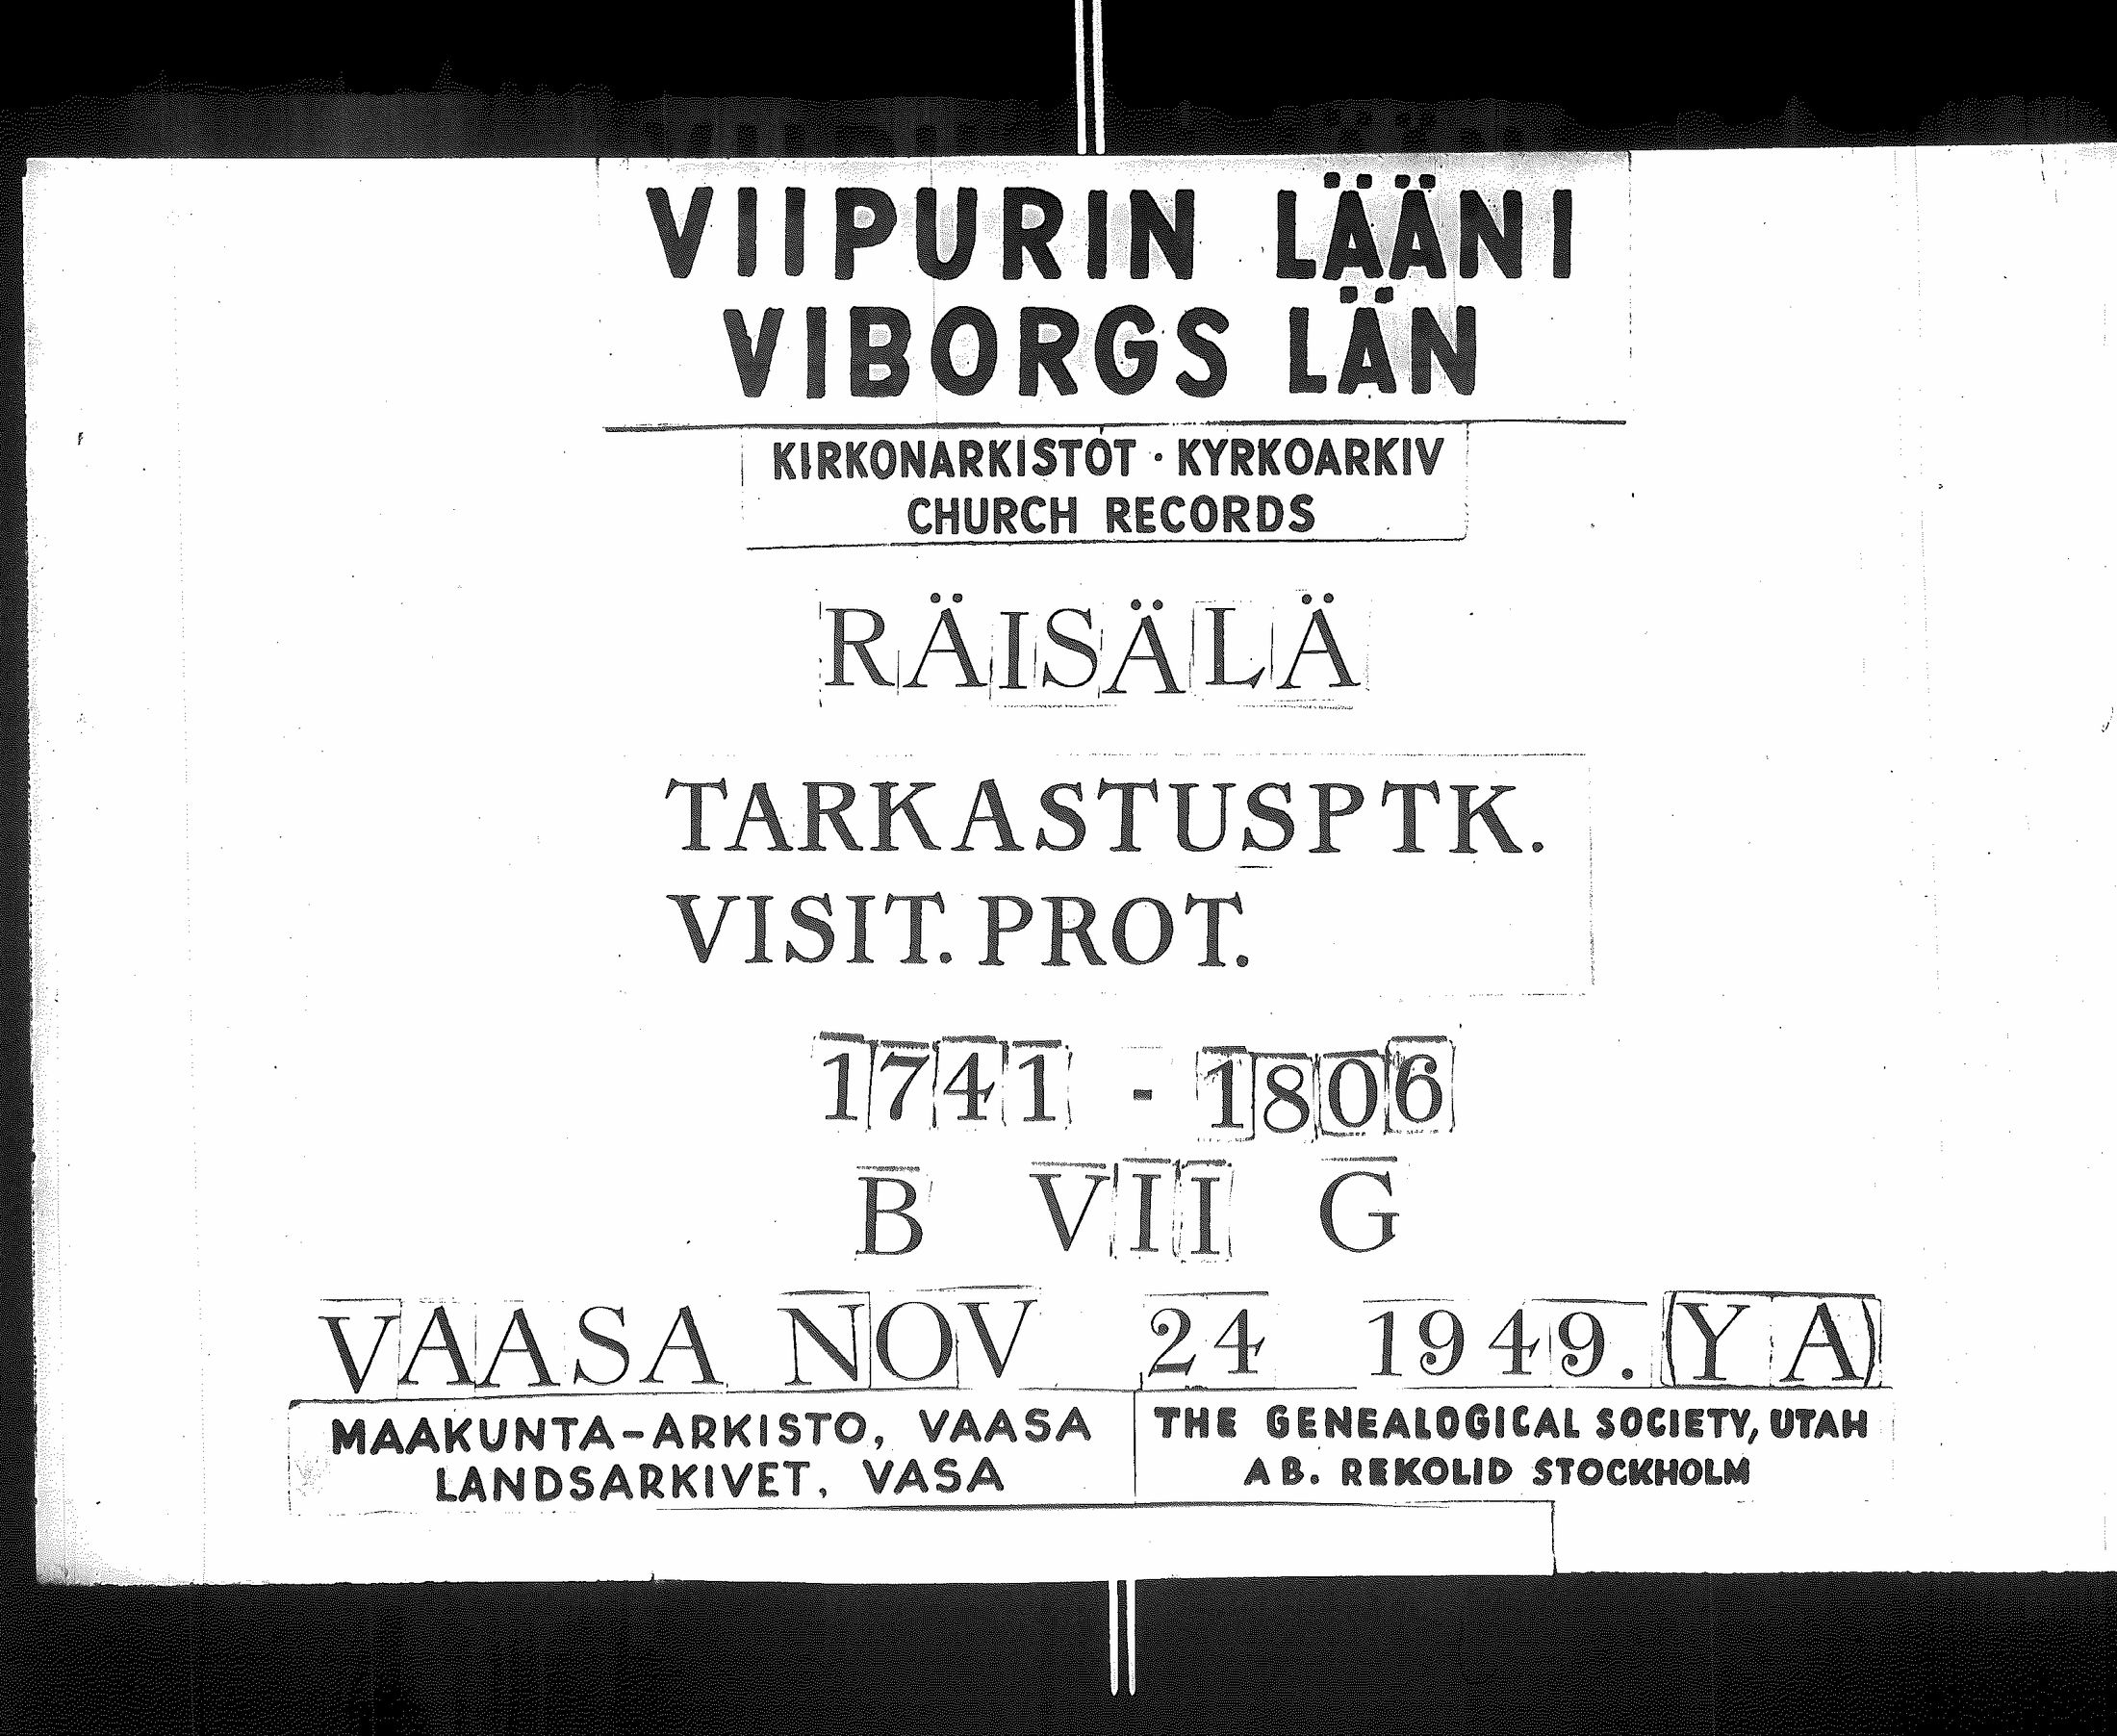 VIIPURIN LÄÄNI
VIBORGS LÄN
KIRKONARKISTOT · KYRKOARKIV
CHURCH RECORDS
RÄISÄLÄ
TARKASTUSPTK.
VISIT. PROT.
1741 - 1806
B VII G
VAASA NOV 24 1949. (Y A)
MAAKUNTA-ARKISTO, VAASA
LANDSARKIVET, VASA
THE GENEALOGICAL SOCIETY, UTAH
AB. REKOLID STOCKHOLM